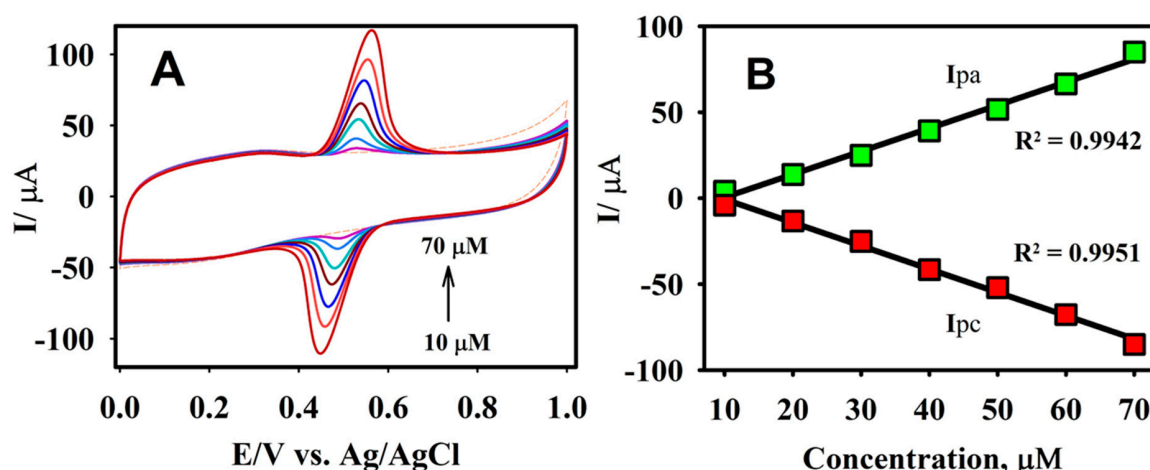 A
100
50
0
-50
-100
I/ µA
70 µM
10 µM
0.0 0.2 0.4 0.6 0.8 1.0
E/V vs. Ag/AgCl
B
100
50
0
-50
-100
I/ µA
Ipa
R² = 0.9942
R² = 0.9951
Ipc
10 20 30 40 50 60 70
Concentration, µM